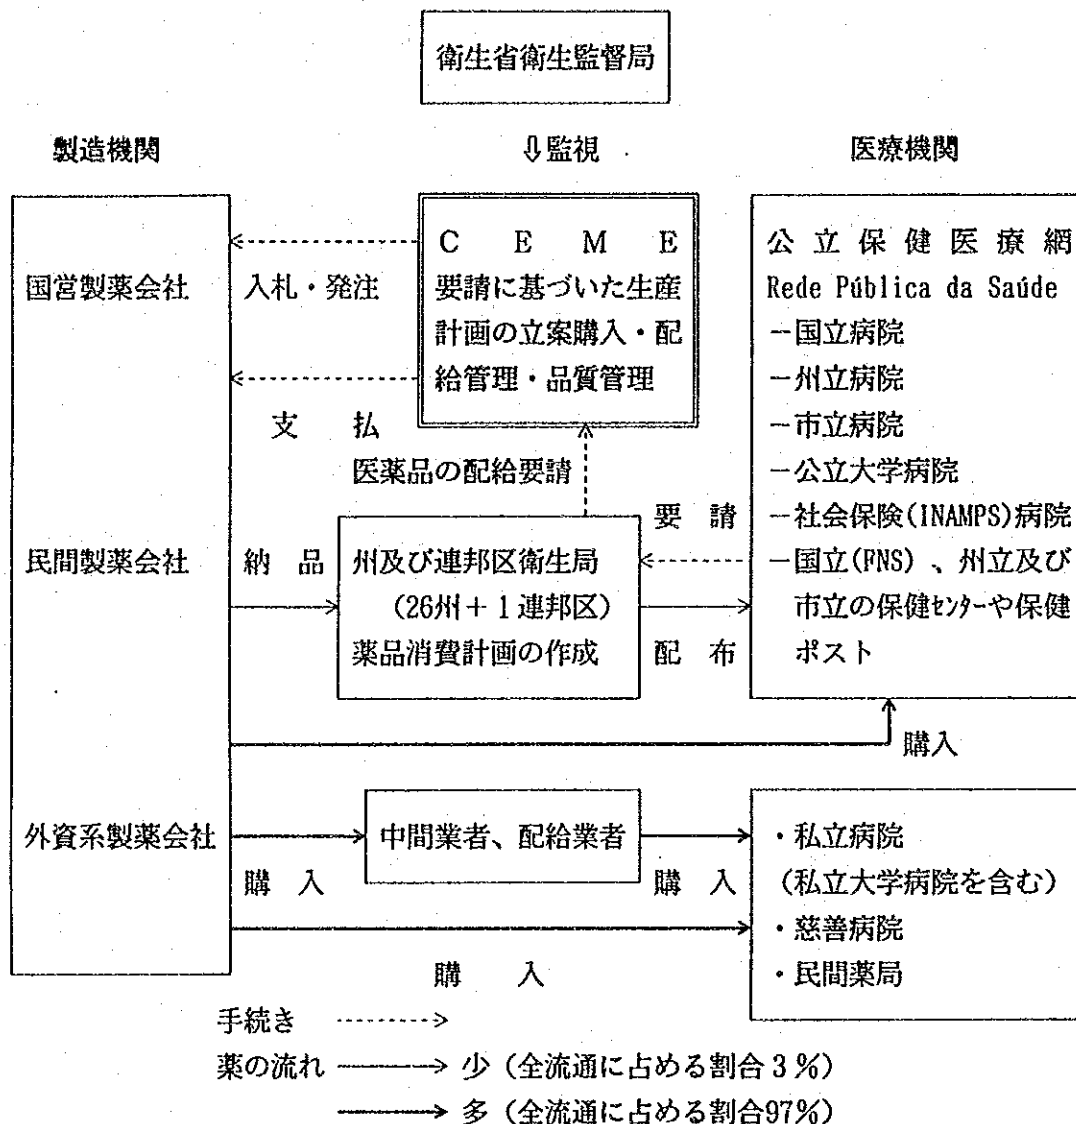 衛生省衛生監督局
製造機関
⇩監視
医療機関
国営製薬会社
入札・発注
支払
CEME
要請に基づいた生産
計画の立案購入・配
給管理・品質管理
公立保健医療網
Rede Pública da Saúde
－国立病院
－州立病院
－市立病院
－公立大学病院
－社会保険(INAMPS)病院
－国立(FNS)、州立及び
市立の保健ｾﾝﾀｰや保健
ポスト
医薬品の配給要請
民間製薬会社
納品
州及び連邦区衛生局
（26州＋１連邦区）
薬品消費計画の作成
要請
配布
購入
外資系製薬会社
購入
中間業者、配給業者
購入
・私立病院
（私立大学病院を含む）
・慈善病院
・民間薬局
購入
手続き
薬の流れ
少（全流通に占める割合３％）
多（全流通に占める割合97％）